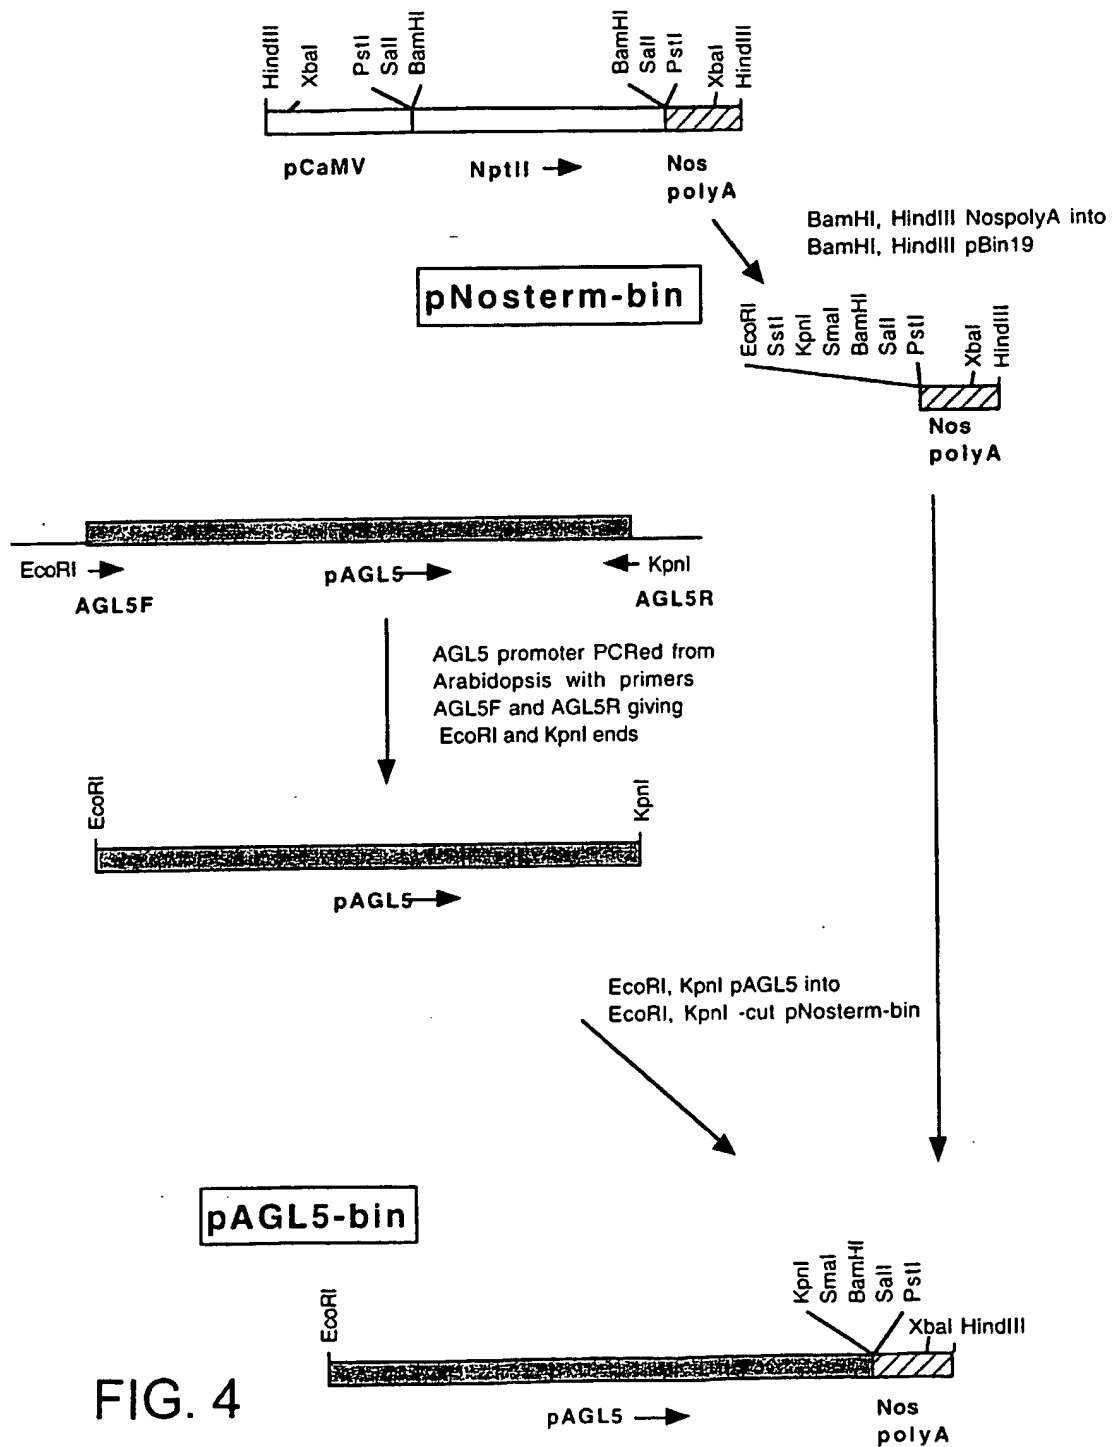 HindIII
XbaI
PstI
SalI
BamHI
BamHI
SalI
PstI
XbaI
HindIII
pCaMV
NptII
Nos
polyA
BamHI, HindIII NospolyA into
BamHI, HindIII pBin19
pNosterm-bin
EcoRI
SstI
KpnI
SmaI
BamHI
SalI
PstI
XbaI
HindIII
Nos
polyA
EcoRI
pAGL5
KpnI
AGL5F
AGL5R
AGL5 promoter PCRed from
Arabidopsis with primers
AGL5F and AGL5R giving
EcoRI and KpnI ends
EcoRI
KpnI
pAGL5
EcoRI, KpnI pAGL5 into
EcoRI, KpnI -cut pNosterm-bin
pAGL5-bin
EcoRI
KpnI
SmaI
BamHI
SalI
PstI
XbaI HindIII
pAGL5
Nos
polyA
FIG. 4